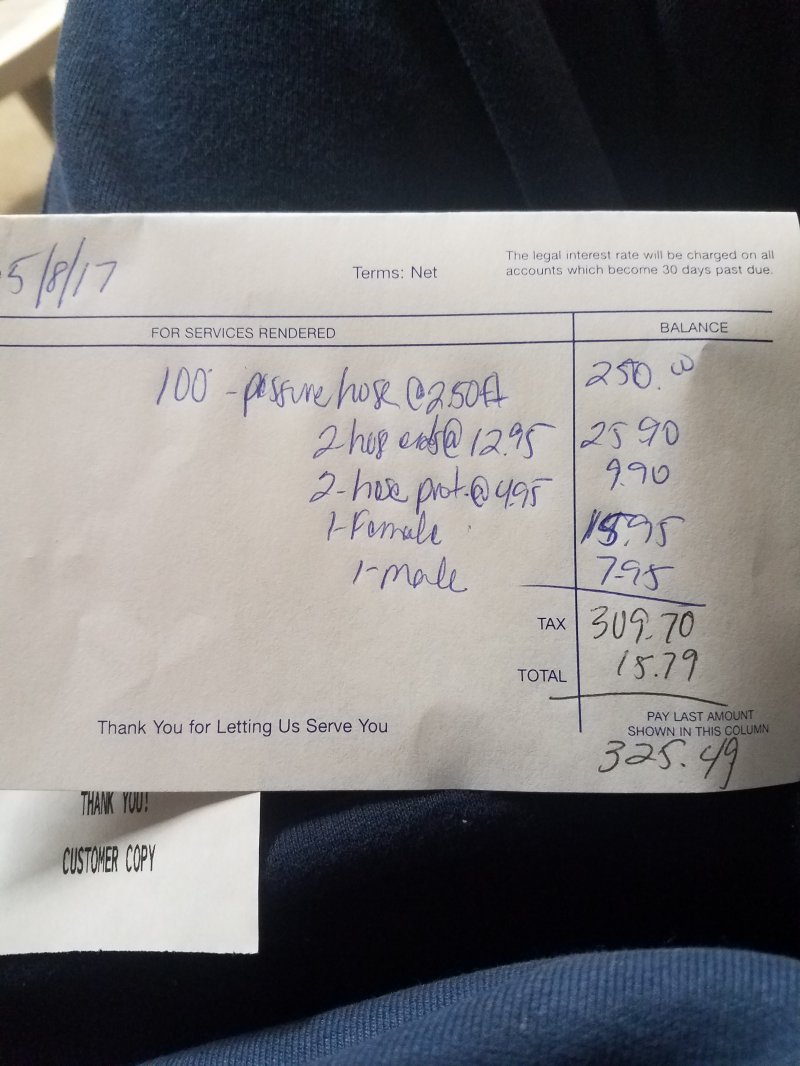 5/8/17
Terms: Net
The legal interest rate will be charged on all
accounts which become 30 days past due.
FOR SERVICES RENDERED BALANCE
100' - pressure hose @ 2.50 ft 250.00
2 hose ends @ 12.95 25 90
2 - hose prot. @ 4.95 9.90
1 - Female 15.95
1 - male 7.95
TAX 309.70
TOTAL 15.79
PAY LAST AMOUNT
Thank You for Letting Us Serve You SHOWN IN THIS COLUMN
325.49
THANK YOU!
CUSTOMER COPY